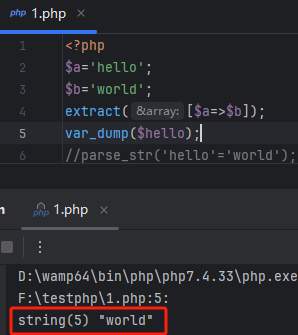 php 1.php ×
1 <?php
2 $a='hello';
3 $b='world';
4 extract( &array: [$a=>$b]);
5 var_dump($hello);
6 //parse_str('hello'='world');
php 1.php ×
D:\wamp64\bin\php\php7.4.33\php.exe
F:\testphp\1.php:5:
string(5) "world"